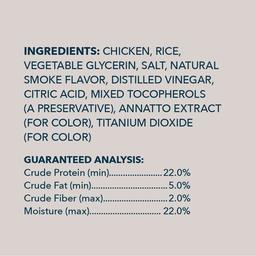 INGREDIENTS: CHICKEN, RICE,
VEGETABLE GLYCERIN, SALT, NATURAL
SMOKE FLAVOR, DISTILLED VINEGAR,
CITRIC ACID, MIXED TOCOPHEROLS
(A PRESERVATIVE), ANNATTO EXTRACT
(FOR COLOR), TITANIUM DIOXIDE
(FOR COLOR)
GUARANTEED ANALYSIS:
Crude Protein (min)......................22.0%
Crude Fat (min)................................5.0%
Crude Fiber (max)...........................2.0%
Moisture (max)............................. 22.0%